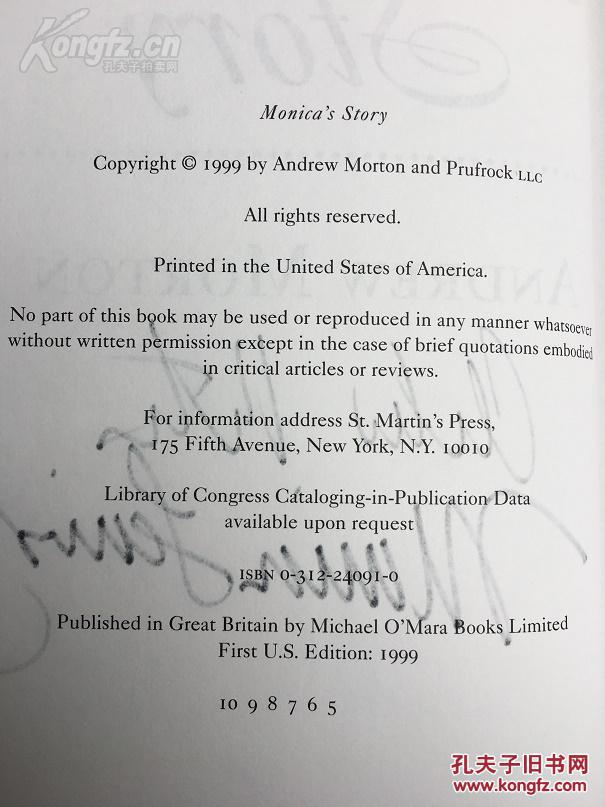 Kongfz.cn
孔夫子拍卖网
Story
Monica's Story
Copyright © 1999 by Andrew Morton and Prufrock LLC
All rights reserved.
ANDREW MORTON
Printed in the United States of America.
No part of this book may be used or reproduced in any manner whatsoever
without written permission except in the case of brief quotations embodied
in critical articles or reviews.
For information address St. Martin's Press,
175 Fifth Avenue, New York, N.Y. 10010
Library of Congress Cataloging-in-Publication Data
available upon request
ISBN 0-312-24091-0
Published in Great Britain by Michael O'Mara Books Limited
First U.S. Edition: 1999
10 9 8 7 6 5
孔夫子旧书网
www.kongfz.com